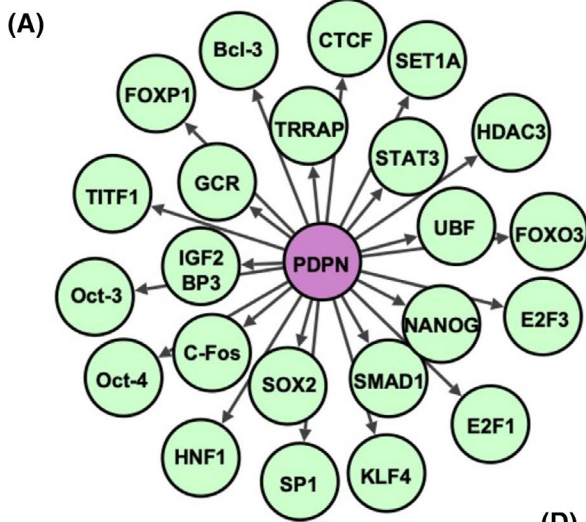 (A)
CTCF
Bcl-3
SET1A
FOXP1
TRRAP
HDAC3
STAT3
GCR
TITF1
UBF
FOXO3
IGF2
BP3
PDPN
Oct-3
NANOG
E2F3
C-Fos
Oct-4
SOX2
SMAD1
E2F1
HNF1
SP1
KLF4
(D)